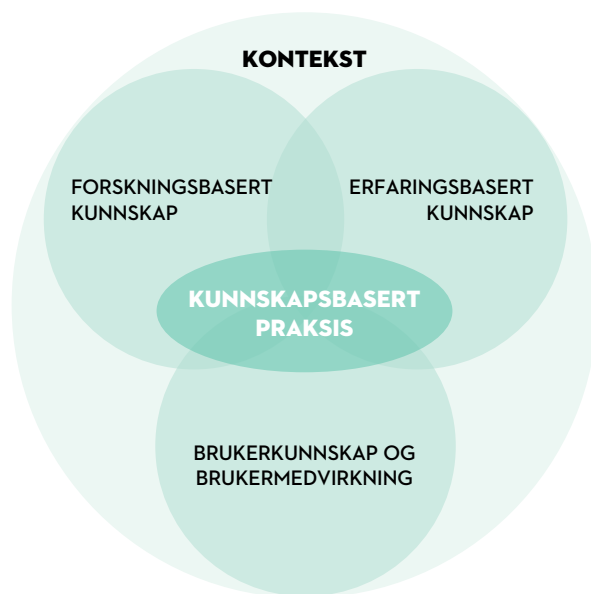 KONTEKST
FORSKNINGSBASERT
KUNNSKAP
ERFARINGSBASERT
KUNNSKAP
KUNNSKAPSBASERT
PRAKSIS
BRUKERKUNNSKAP OG
BRUKERMEDVIRKNING